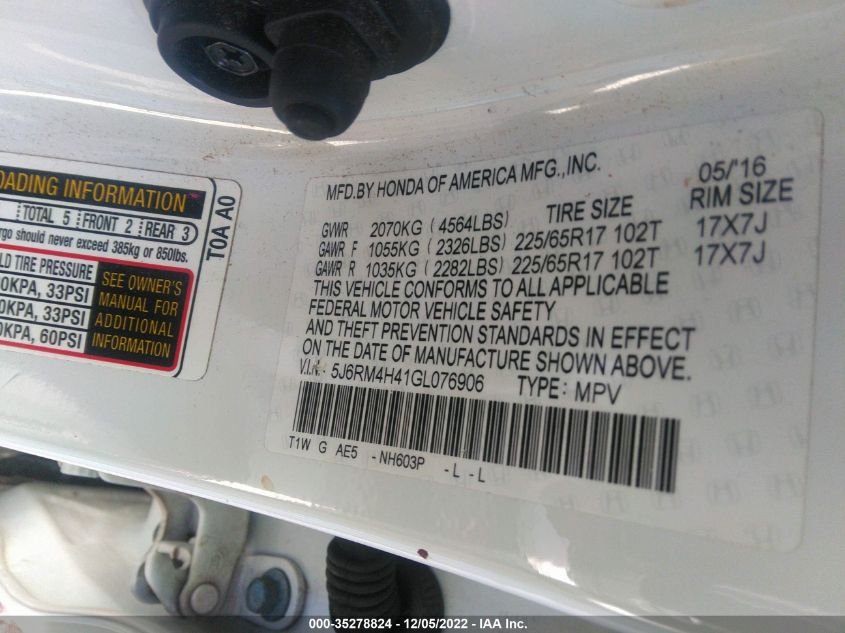 OADING INFORMATION
TOTAL 5 FRONT 2 REAR 3
rgo should never exceed 385kg or 850lbs.
LD TIRE PRESSURE
0KPA, 33PSI
0KPA, 33PSI
0KPA, 60PSI
SEE OWNER'S
MANUAL FOR
ADDITIONAL
INFORMATION
T0A A0
MFD.BY HONDA OF AMERICA MFG.,INC. 05/'16
GVWR 2070KG (4564LBS) TIRE SIZE RIM SIZE
GAWR F 1055KG (2326LBS) 225/65R17 102T 17X7J
GAWR R 1035KG (2282LBS) 225/65R17 102T 17X7J
THIS VEHICLE CONFORMS TO ALL APPLICABLE
FEDERAL MOTOR VEHICLE SAFETY
AND THEFT PREVENTION STANDARDS IN EFFECT
ON THE DATE OF MANUFACTURE SHOWN ABOVE.
V.I.N.: 5J6RM4H41GL076906 TYPE: MPV
T1W G AE5 -NH603P -L -L
000-35278824 - 12/05/2022 - IAA Inc.